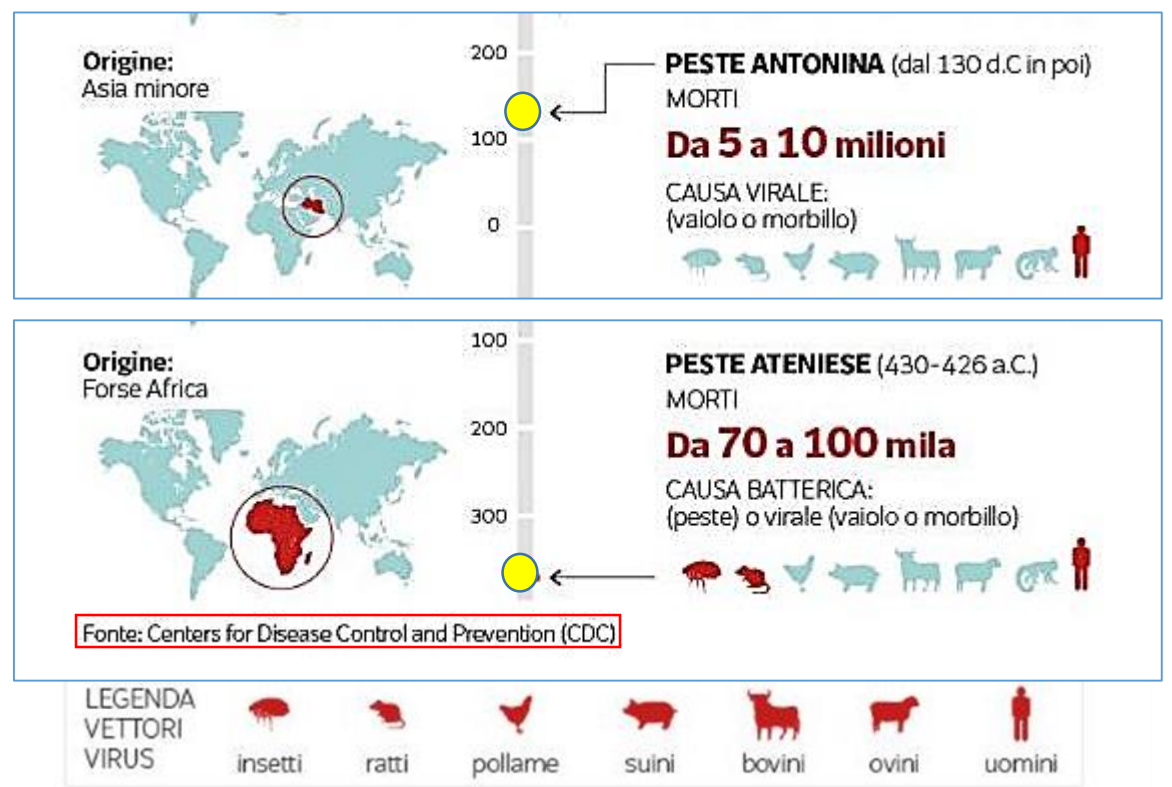 Origine:
Asia minore
200
100
0
PESTE ANTONINA (dal 130 d.C in poi)
MORTI
Da 5 a 10 milioni
CAUSA VIRALE:
(vaiolo o morbillo)
Origine:
Forse Africa
100
200
300
PESTE ATENIESE (430-426 a.C.)
MORTI
Da 70 a 100 mila
CAUSA BATTERICA:
(peste) o virale (vaiolo o morbillo)
Fonte: Centers for Disease Control and Prevention (CDC)
LEGENDA
VETTORI
VIRUS
insetti ratti pollame suini bovini ovini uomini